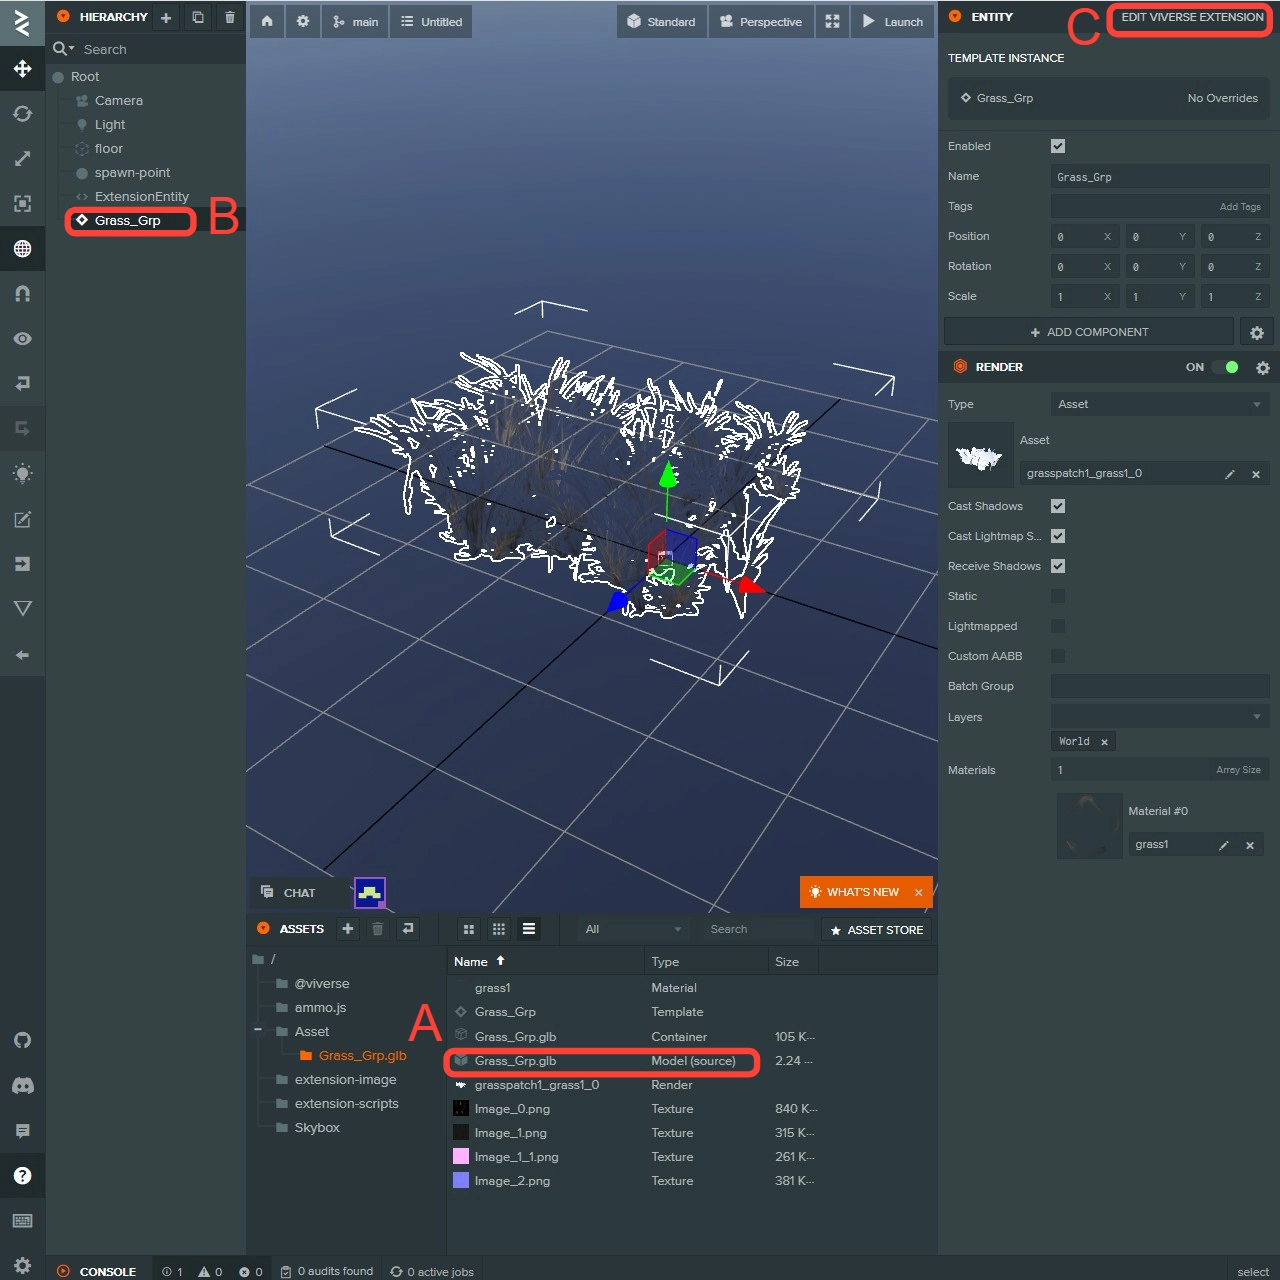 HIERARCHY
Search
Root
Camera
Light
floor
spawn-point
ExtensionEntity
Grass_Grp
B
main
Untitled
Standard
Perspective
Launch
CHAT
WHAT'S NEW
ENTITY
C
EDIT VIVERSE EXTENSION
TEMPLATE INSTANCE
Grass_Grp No Overrides
Enabled
Name Grass_Grp
Tags Add Tags
Position 0 X 0 Y 0 Z
Rotation 0 X 0 Y 0 Z
Scale 1 X 1 Y 1 Z
ADD COMPONENT
RENDER ON
Type Asset
Asset
grasspatch1_grass1_0
Cast Shadows
Cast Lightmap S...
Receive Shadows
Static
Lightmapped
Custom AABB
Batch Group
Layers
World
Materials 1 Array Size
Material #0
grass1
ASSETS
All
Search
ASSET STORE
/
@viverse
ammo.js
Asset
Grass_Grp.glb
extension-image
extension-scripts
Skybox
A
Name Type Size
grass1 Material
Grass_Grp Template
Grass_Grp.glb Container 105 K...
Grass_Grp.glb Model (source) 2.24 ...
grasspatch1_grass1_0 Render
Image_0.png Texture 840 K...
Image_1.png Texture 315 K...
Image_1_1.png Texture 261 K...
Image_2.png Texture 381 K...
CONSOLE 1 0 0 0 audits found 0 active jobs select